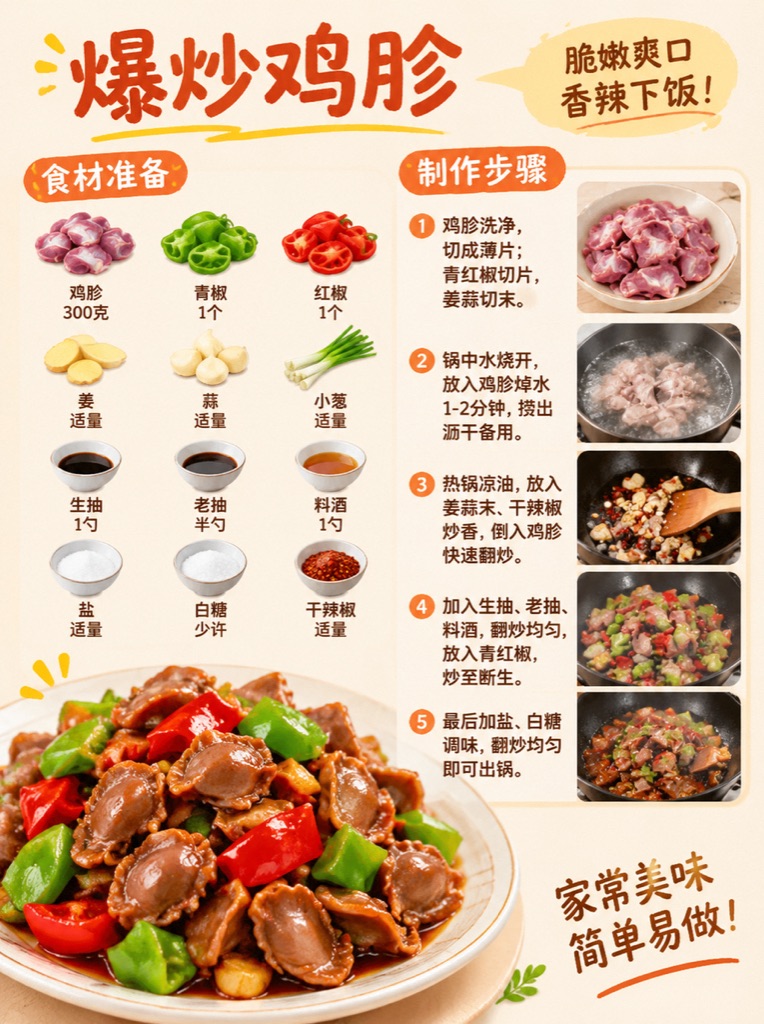 爆炒鸡胗
脆嫩爽口
香辣下饭!
食材准备
鸡胗
300克
青椒
1个
红椒
1个
姜
适量
蒜
适量
小葱
适量
生抽
1勺
老抽
半勺
料酒
1勺
盐
适量
白糖
少许
干辣椒
适量
制作步骤
1 鸡胗洗净,
切成薄片;
青红椒切片,
姜蒜切末。
2 锅中水烧开,
放入鸡胗焯水
1-2分钟, 捞出
沥干备用。
3 热锅凉油, 放入
姜蒜末、干辣椒
炒香, 倒入鸡胗
快速翻炒。
4 加入生抽、老抽、
料酒, 翻炒均匀,
放入青红椒,
炒至断生。
5 最后加盐、白糖
调味, 翻炒均匀
即可出锅。
家常美味
简单易做!